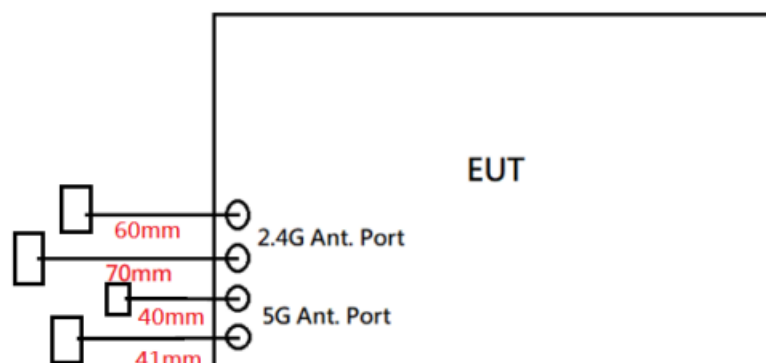 EUT
60mm
2.4G Ant. Port
70mm
40mm
5G Ant. Port
41mm